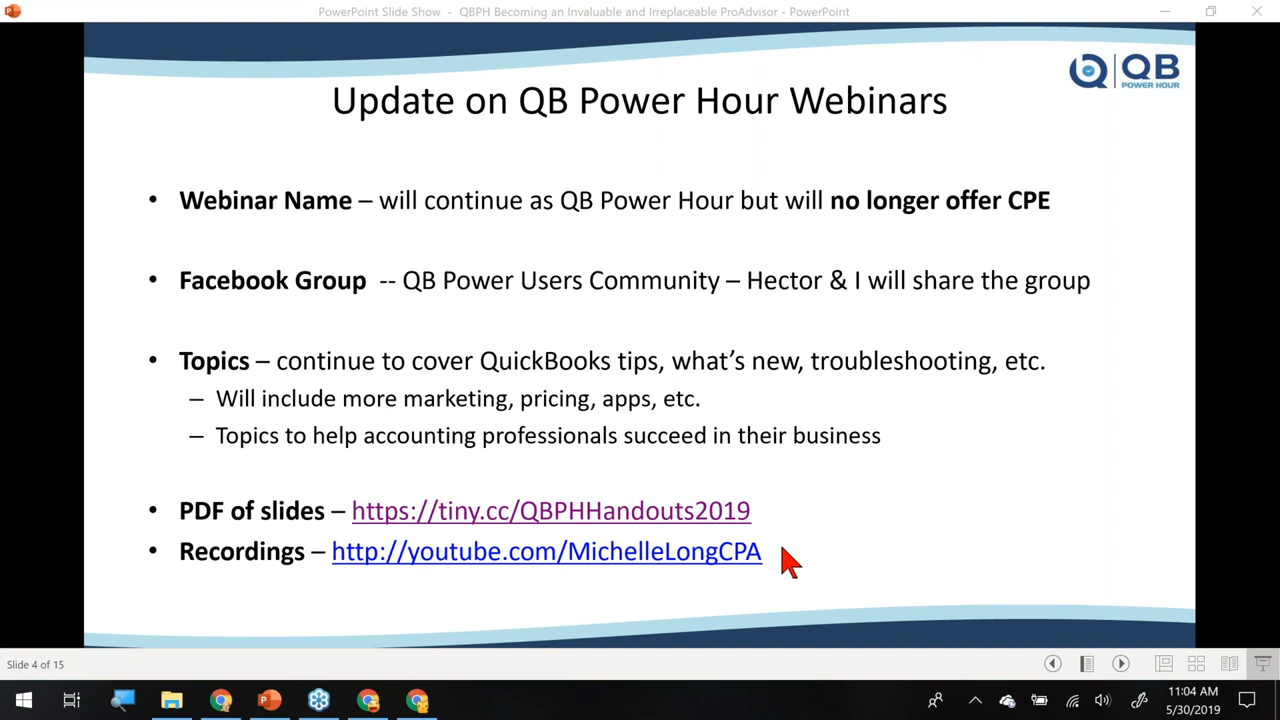 PowerPoint Slide Show - QBPH Becoming an Invaluable and Irreplaceable ProAdvisor - PowerPoint
QB
POWER HOUR
Update on QB Power Hour Webinars
• Webinar Name – will continue as QB Power Hour but will no longer offer CPE
• Facebook Group -- QB Power Users Community – Hector & I will share the group
• Topics – continue to cover QuickBooks tips, what's new, troubleshooting, etc.
– Will include more marketing, pricing, apps, etc.
– Topics to help accounting professionals succeed in their business
• PDF of slides – https://tiny.cc/QBPHHandouts2019
• Recordings – http://youtube.com/MichelleLongCPA
Slide 4 of 15
11:04 AM
5/30/2019